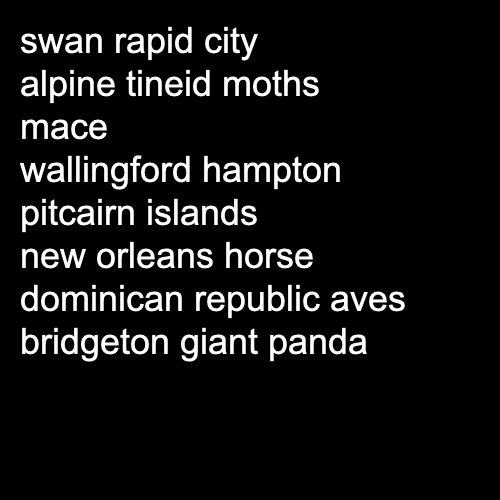 swan rapid city
alpine tineid moths
mace
wallingford hampton
pitcairn islands
new orleans horse
dominican republic aves
bridgeton giant panda